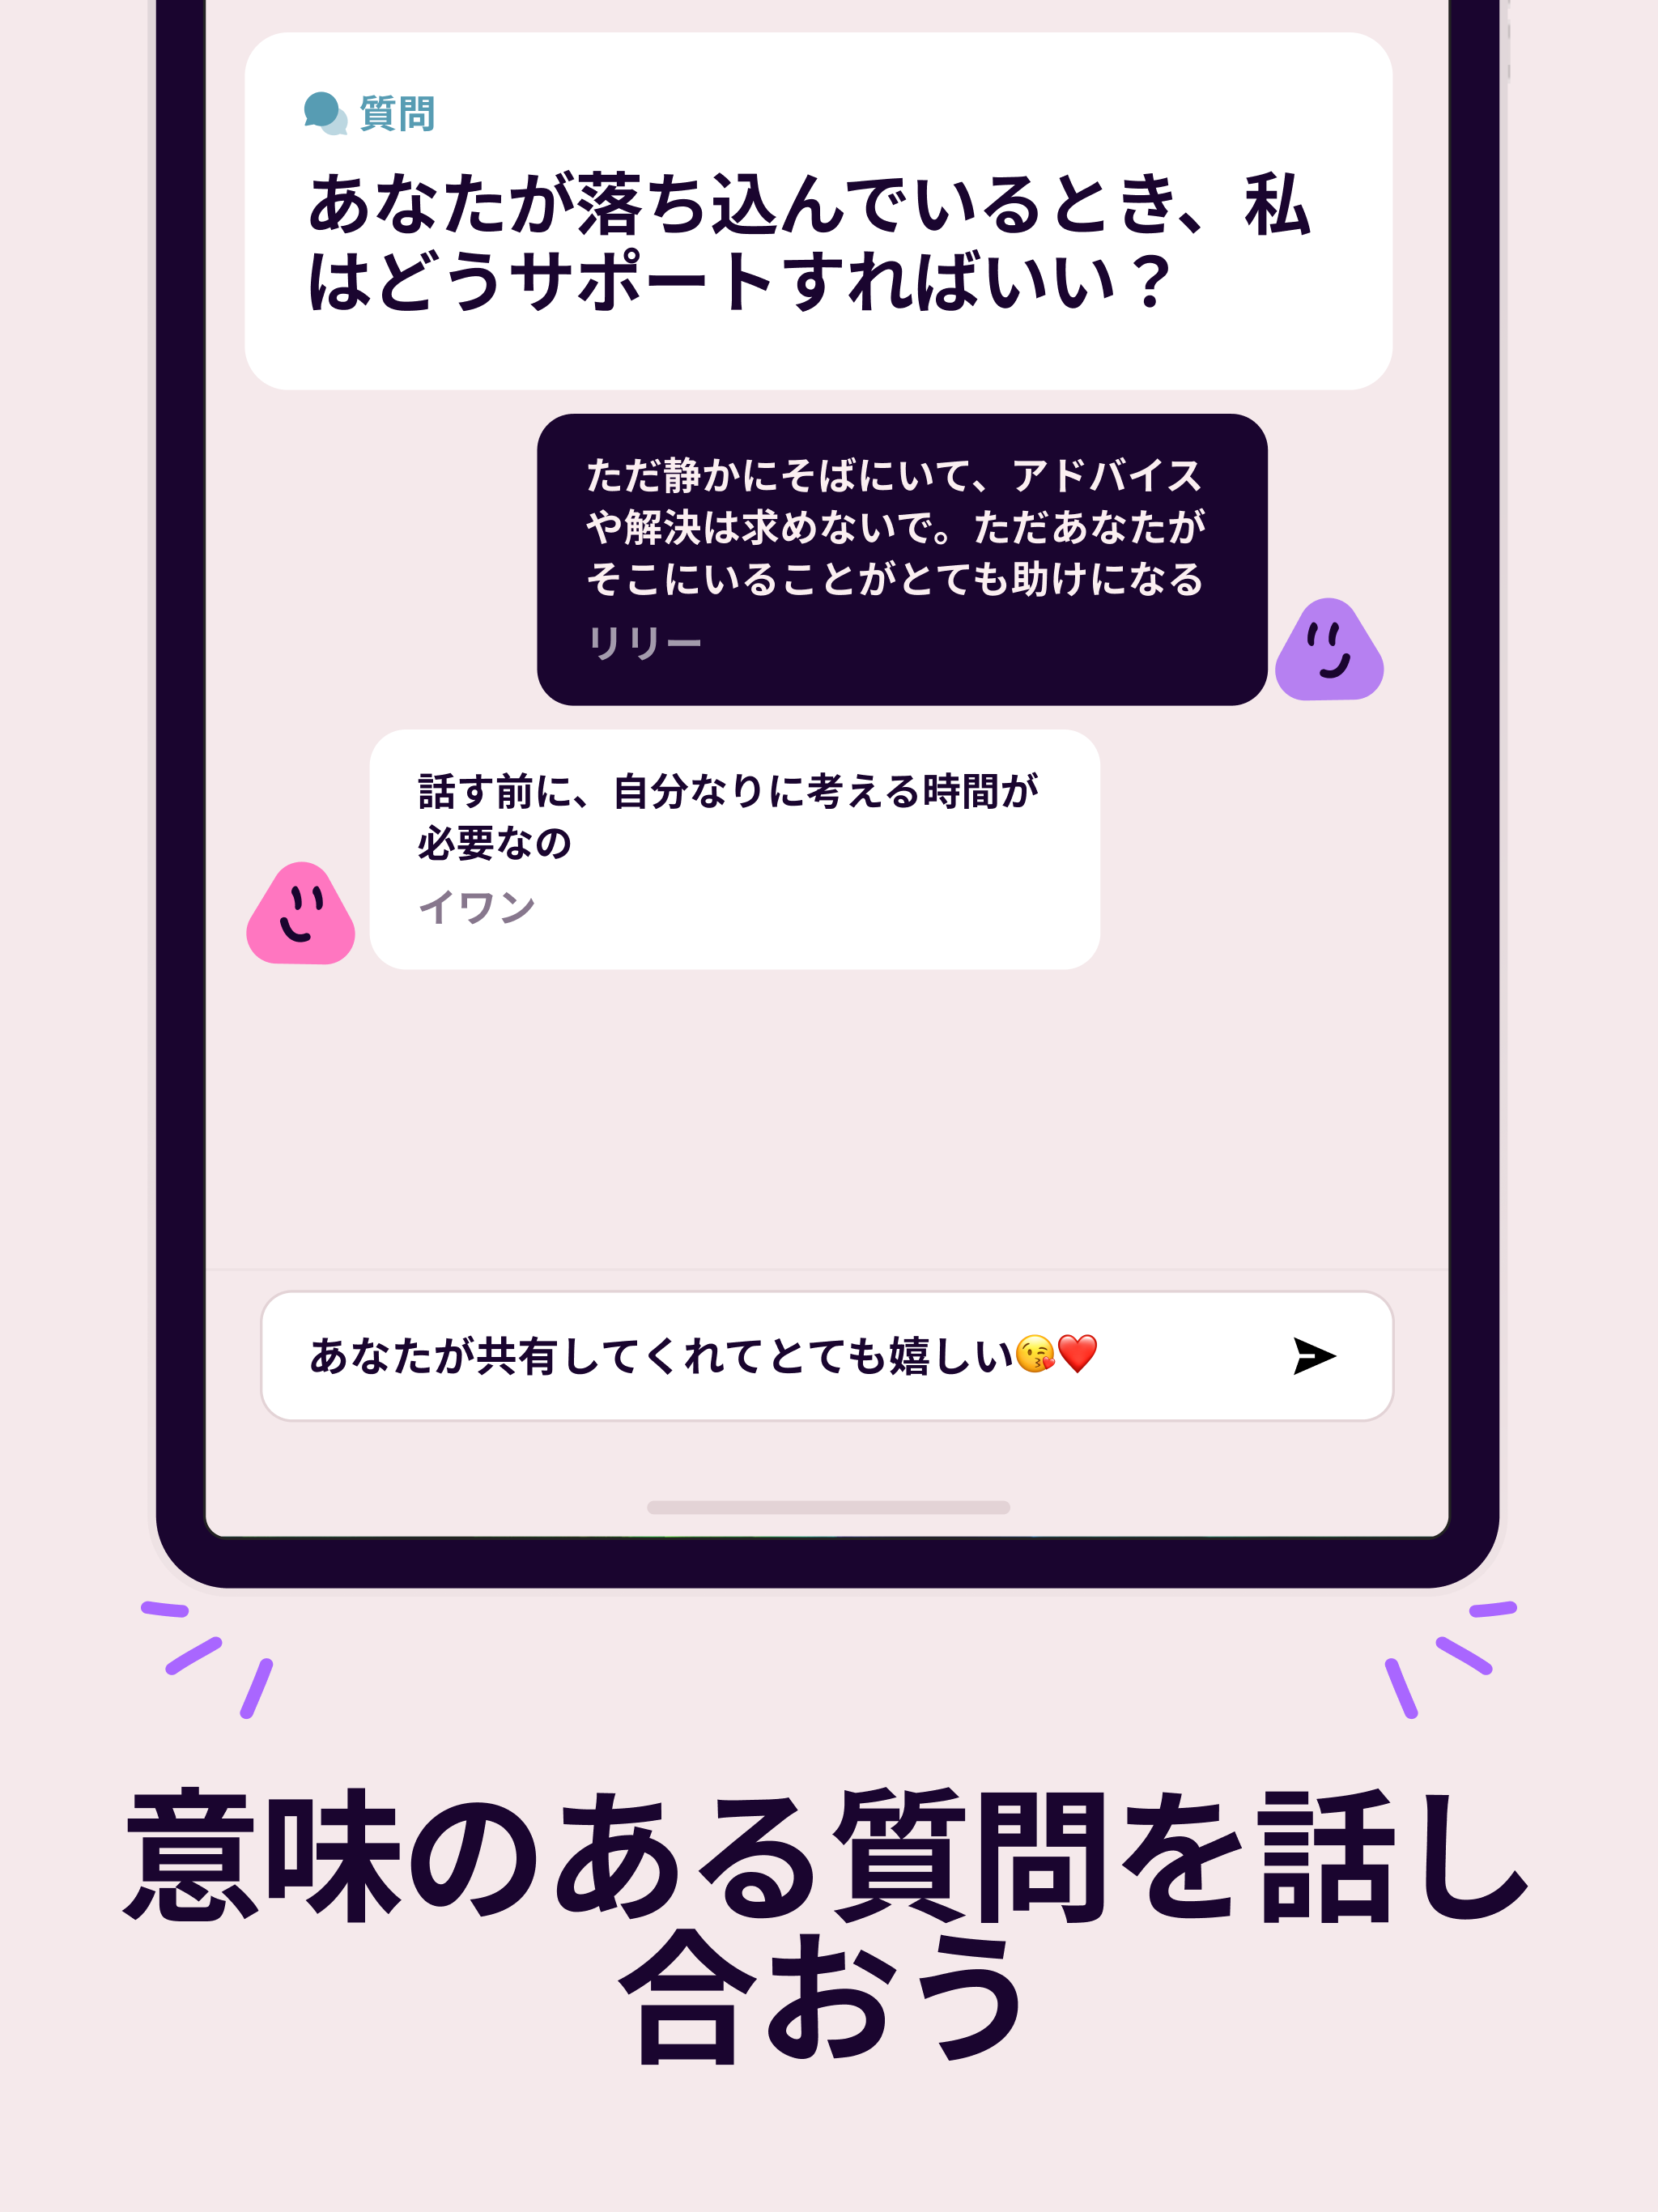 質問
あなたが落ち込んでいるとき、私
はどうサポートすればいい？
ただ静かにそばにいて、アドバイス
や解決は求めないで。ただあなたが
そこにいることがとても助けになる
リリー
話す前に、自分なりに考える時間が
必要なの
イワン
あなたが共有してくれてとても嬉しい😘❤️
意味のある質問を話し
合おう